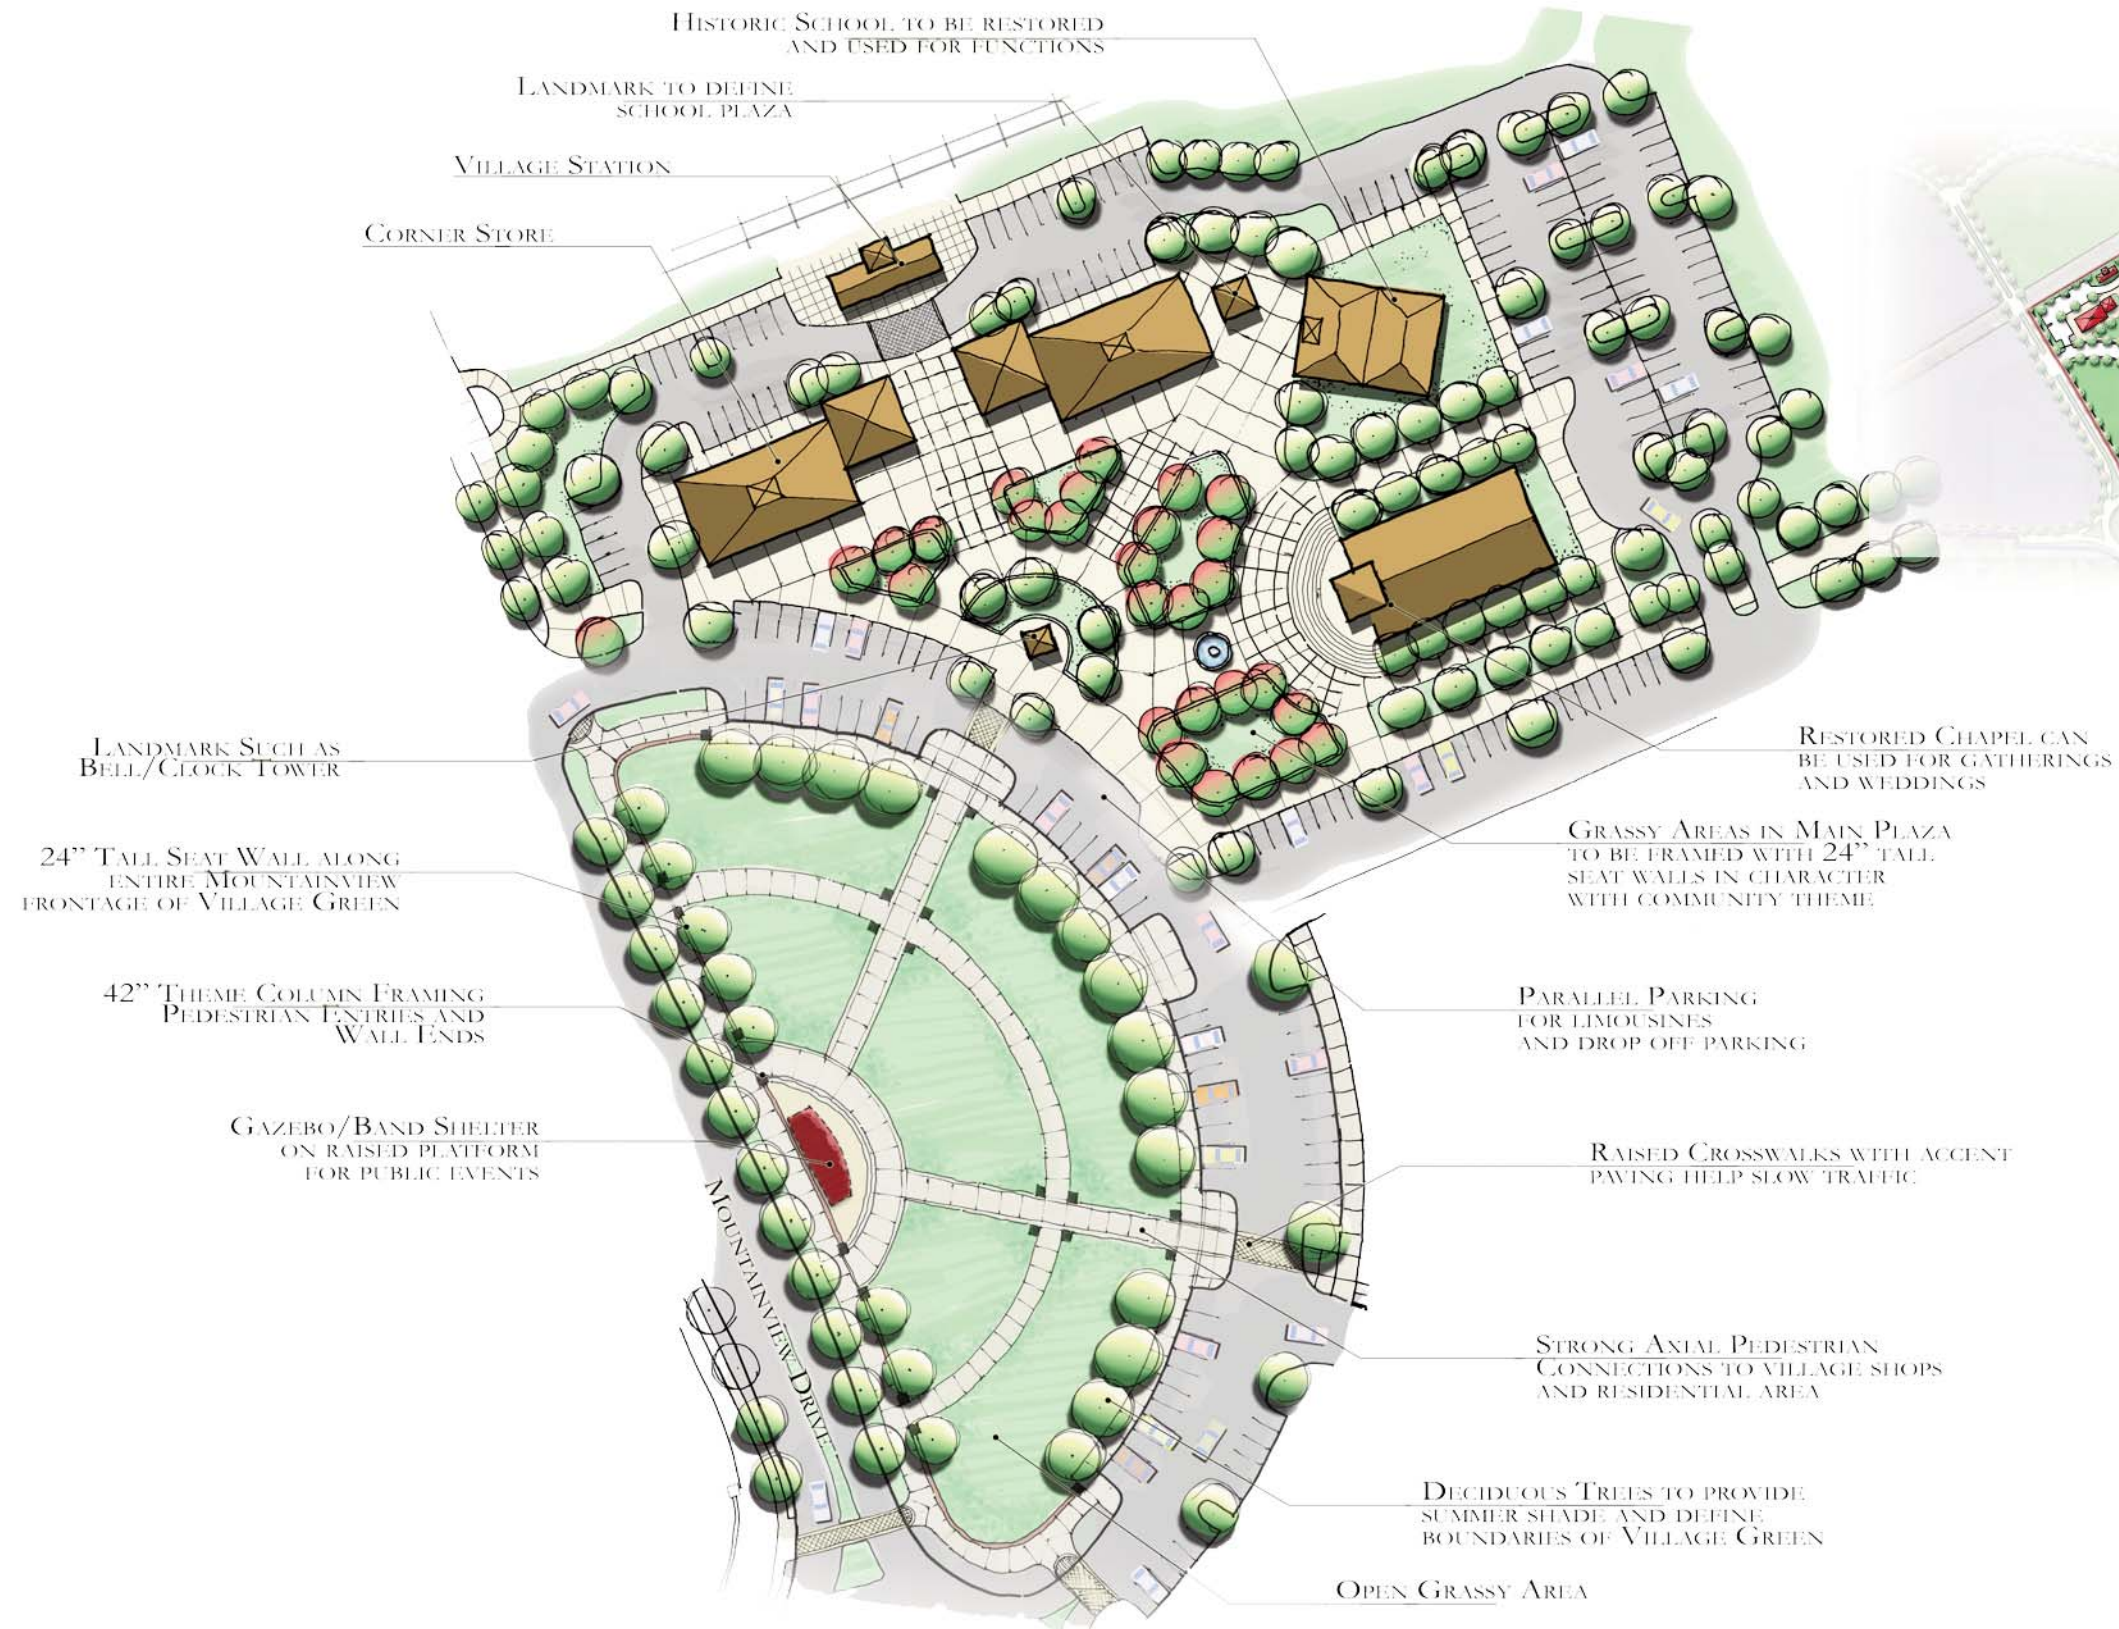 Historic School to be restored
and used for functions
Landmark to define
school plaza
Village Station
Corner Store
Landmark Such as
Bell/Clock Tower
24” Tall Seat Wall along
entire Mountainview
frontage of Village Green
42” Theme Column Framing
Pedestrian Entries and
Wall Ends
Gazebo/Band Shelter
on raised platform
for public events
Mountainview Drive
Restored Chapel can
be used for gatherings
and weddings
Grassy Areas in Main Plaza
to be framed with 24” tall
seat walls in character
with community theme
Parallel Parking
for limousines
and drop off parking
Raised Crosswalks with accent
paving help slow traffic
Strong Axial Pedestrian
Connections to village shops
and residential area
Deciduous Trees to provide
summer shade and define
boundaries of Village Green
Open Grassy Area